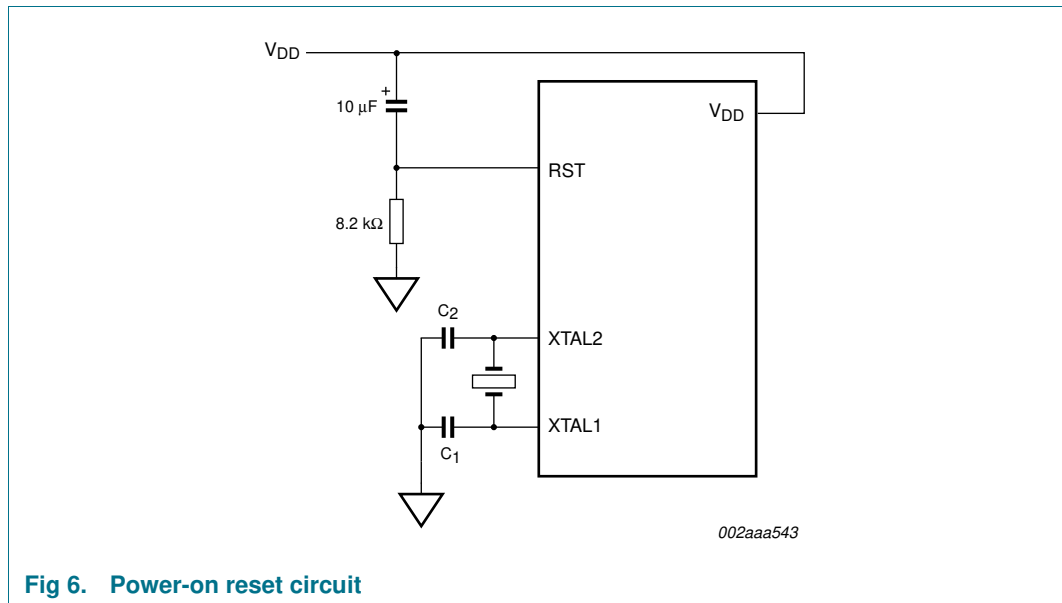 VDD
+
10 μF
VDD
RST
8.2 kΩ
C2
XTAL2
XTAL1
C1
002aaa543
Fig 6. Power-on reset circuit